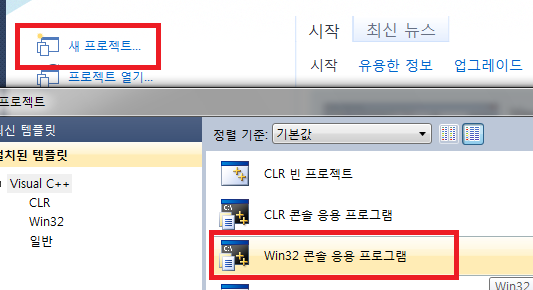 시작
최신 뉴스
새 프로젝트...
시작
유용한 정보
업그레이드
프로젝트 열기...
프로젝트
최신 템플릿
정렬 기준:
기본값
설치된 템플릿
CLR 빈 프로젝트
Visual C++
CLR
CLR 콘솔 응용 프로그램
Win32
일반
Win32 콘솔 응용 프로그램
Win32